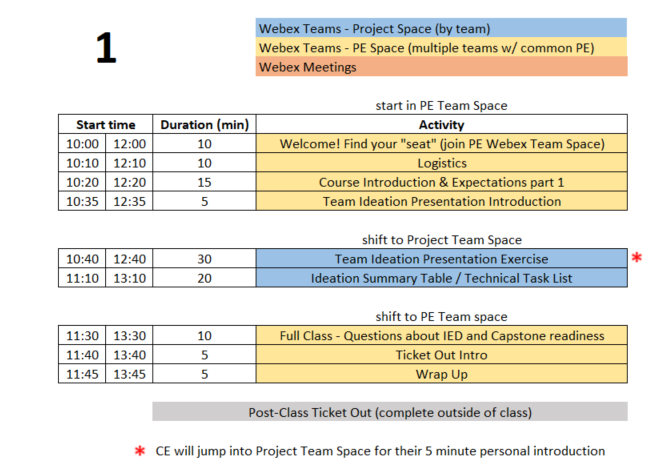 1
Webex Teams - Project Space (by team)
Webex Teams - PE Space (multiple teams w/ common PE)
Webex Meetings
start in PE Team Space
Start time Duration (min) Activity
10:00 12:00 10 Welcome! Find your "seat" (join PE Webex Team Space)
10:10 12:10 10 Logistics
10:20 12:20 15 Course Introduction & Expectations part 1
10:35 12:35 5 Team Ideation Presentation Introduction
shift to Project Team Space
10:40 12:40 30 Team Ideation Presentation Exercise *
11:10 13:10 20 Ideation Summary Table / Technical Task List
shift to PE Team space
11:30 13:30 10 Full Class - Questions about IED and Capstone readiness
11:40 13:40 5 Ticket Out Intro
11:45 13:45 5 Wrap Up
Post-Class Ticket Out (complete outside of class)
* CE will jump into Project Team Space for their 5 minute personal introduction